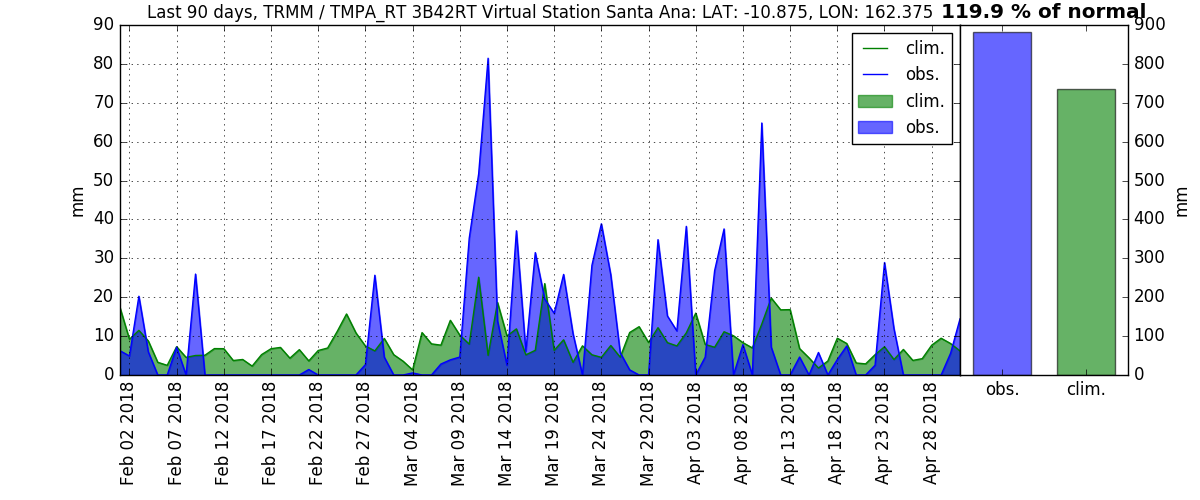 Last 90 days, TRMM / TMPA_RT 3B42RT Virtual Station Santa Ana: LAT: -10.875, LON: 162.375 119.9 % of normal
90
80
70
60
50
40
30
20
10
0
mm
clim.
obs.
clim.
obs.
900
800
700
600
500
400
300
200
100
0
mm
obs. clim.
Feb 02 2018
Feb 07 2018
Feb 12 2018
Feb 17 2018
Feb 22 2018
Feb 27 2018
Mar 04 2018
Mar 09 2018
Mar 14 2018
Mar 19 2018
Mar 24 2018
Mar 29 2018
Apr 03 2018
Apr 08 2018
Apr 13 2018
Apr 18 2018
Apr 23 2018
Apr 28 2018